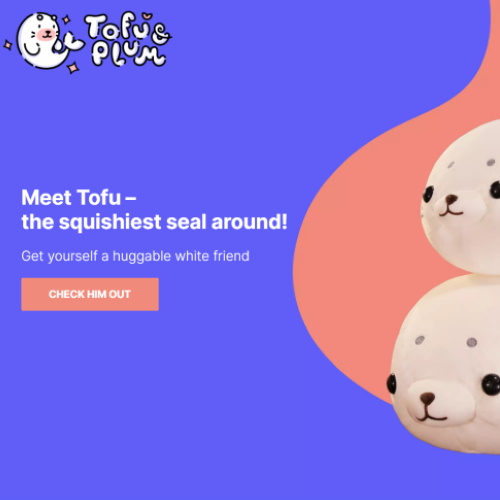 Tofu &
Plum
Meet Tofu –
the squishiest seal around!
Get yourself a huggable white friend
CHECK HIM OUT